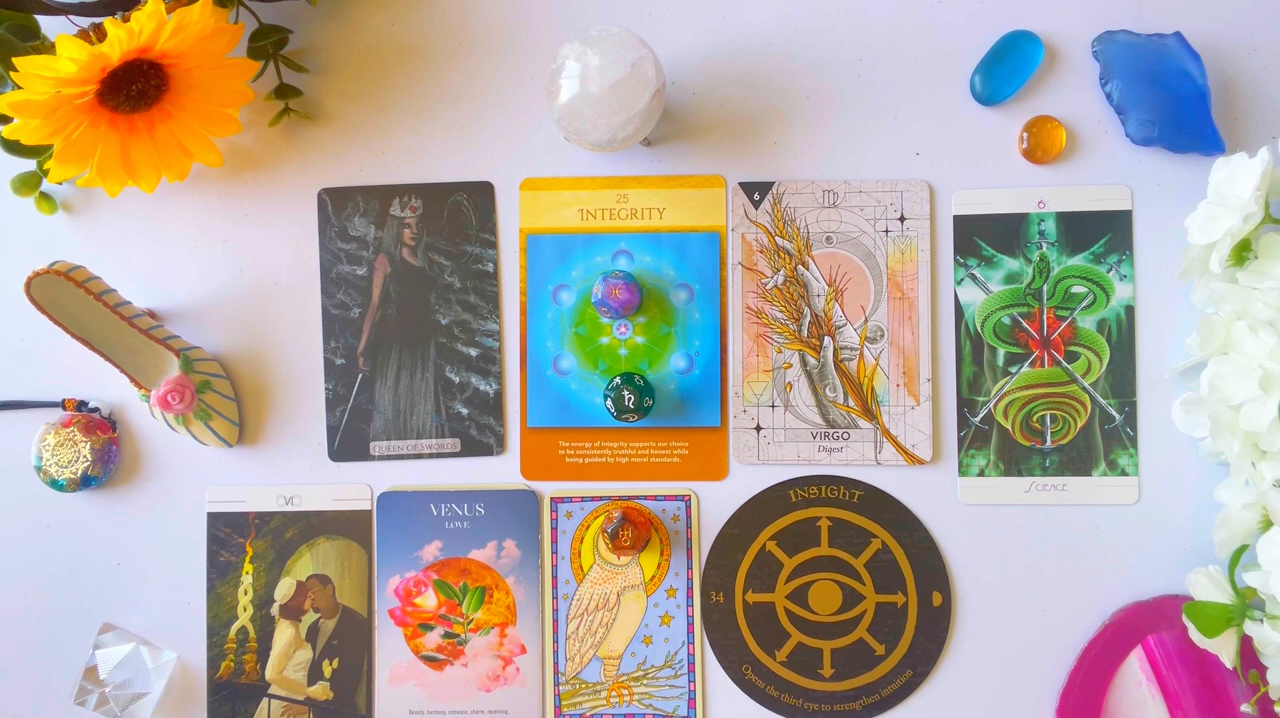 QUEEN OF SWORDS
25
INTEGRITY
The energy of Integrity supports our choice
to be consistently truthful and honest while
being guided by high moral standards.
6
VIRGO
Digest
6
SCIENCE
VI
VENUS
LOVE
Beauty, harmony, romance, charm, receiving,
INSIGHT
34
Opens the third eye to strengthen intuition